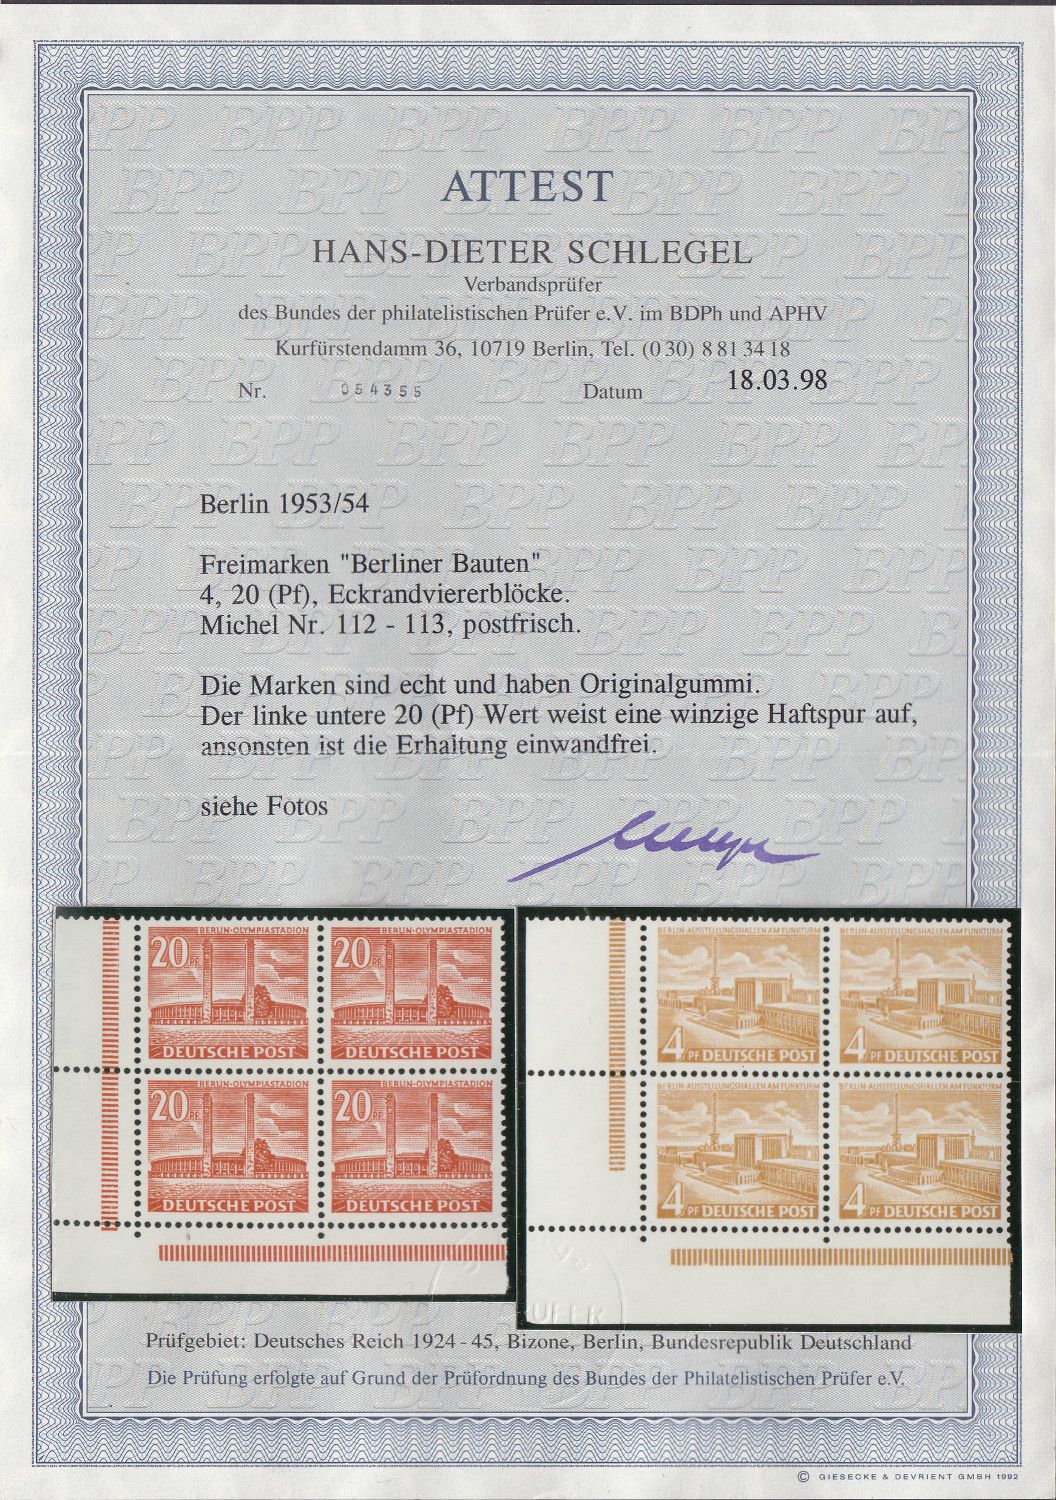 ATTEST
HANS-DIETER SCHLEGEL
Verbandsprüfer
des Bundes der philatelistischen Prüfer e.V. im BDPh und APHV
Kurfürstendamm 36, 10719 Berlin, Tel. (0 30) 8 81 34 18
Nr. 054355 Datum 18.03.98
Berlin 1953/54
Freimarken "Berliner Bauten"
4, 20 (Pf), Eckrandviererblöcke.
Michel Nr. 112 - 113, postfrisch.
Die Marken sind echt und haben Originalgummi.
Der linke untere 20 (Pf) Wert weist eine winzige Haftspur auf,
ansonsten ist die Erhaltung einwandfrei.
siehe Fotos
BERLIN-OLYMPIASTADION
20 PF
DEUTSCHE POST
BERLIN-OLYMPIASTADION
20 PF
DEUTSCHE POST
BERLIN-OLYMPIASTADION
20 PF
DEUTSCHE POST
BERLIN-OLYMPIASTADION
20 PF
DEUTSCHE POST
BERLIN-AUSSTELLUNGSHALLEN AM FUNKTURM
4 PF DEUTSCHE POST
BERLIN-AUSSTELLUNGSHALLEN AM FUNKTURM
4 PF DEUTSCHE POST
BERLIN-AUSSTELLUNGSHALLEN AM FUNKTURM
4 PF DEUTSCHE POST
BERLIN-AUSSTELLUNGSHALLEN AM FUNKTURM
4 PF DEUTSCHE POST
Prüfgebiet: Deutsches Reich 1924 - 45, Bizone, Berlin, Bundesrepublik Deutschland
Die Prüfung erfolgte auf Grund der Prüfordnung des Bundes der Philatelistischen Prüfer e.V.
© GIESECKE & DEVRIENT GMBH 1992